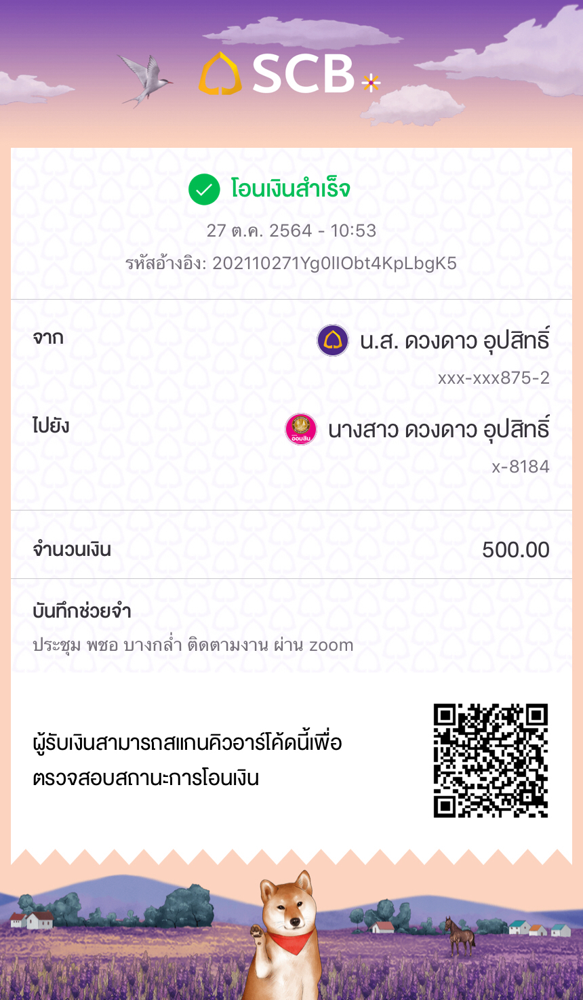 SCB
โอนเงินสำเร็จ
27 ต.ค. 2564 - 10:53
รหัสอ้างอิง: 202110271Yg0lIObt4KpLbgK5
จาก
น.ส. ดวงดาว อุปสิทธิ์
xxx-xxx875-2
ไปยัง
ออมสิน
นางสาว ดวงดาว อุปสิทธิ์
x-8184
จำนวนเงิน
500.00
บันทึกช่วยจำ
ประชุม พชอ บางกล่ำ ติดตามงาน ผ่าน zoom
ผู้รับเงินสามารถสแกนคิวอาร์โค้ดนี้เพื่อ
ตรวจสอบสถานะการโอนเงิน